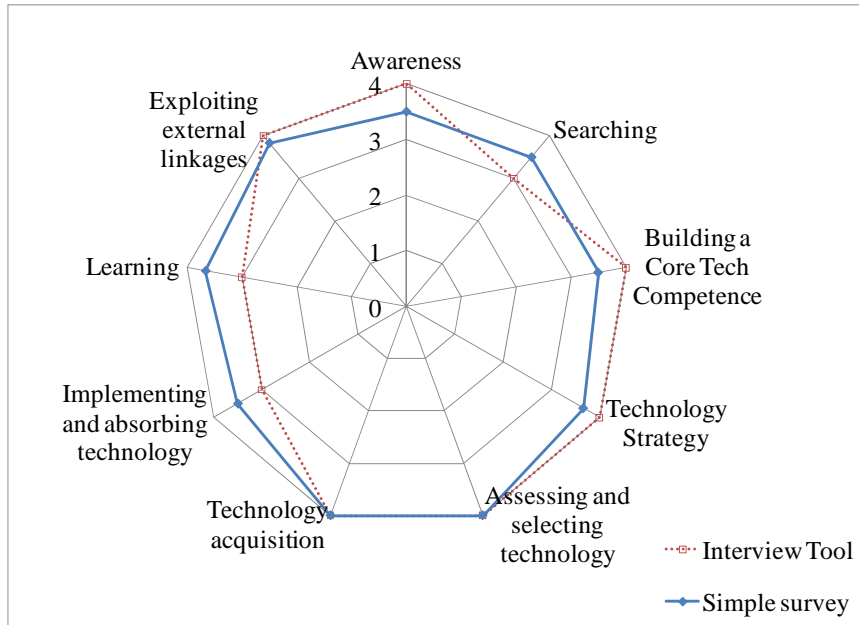 Awareness
4
3
2
1
0
Searching
Building a
Core Tech
Competence
Technology
Strategy
Assessing and
selecting
technology
Technology
acquisition
Implementing
and absorbing
technology
Learning
Exploiting
external
linkages
Interview Tool
Simple survey